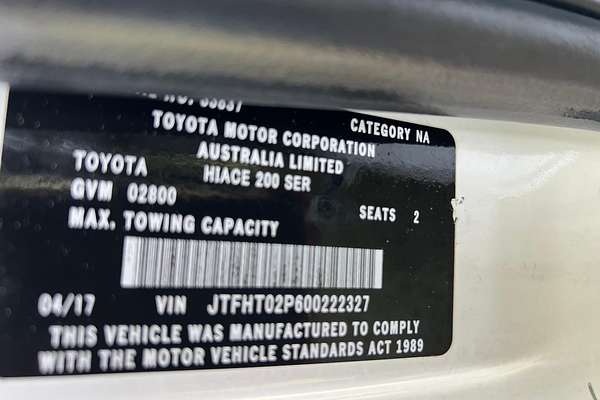 CATEGORY NA
TOYOTA MOTOR CORPORATION
AUSTRALIA LIMITED
TOYOTA HIACE 200 SER
GVM 02800
SEATS 2
MAX. TOWING CAPACITY
04/17 VIN JTFHT02P600222327
THIS VEHICLE WAS MANUFACTURED TO COMPLY
WITH THE MOTOR VEHICLE STANDARDS ACT 1989